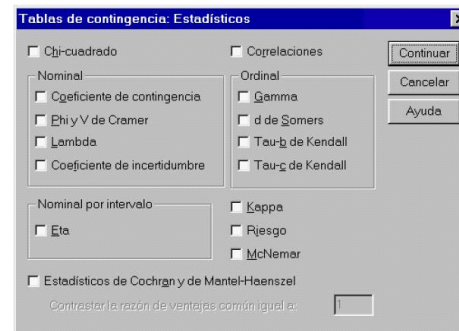 Tablas de contingencia: Estadísticos
Chi-cuadrado
Correlaciones
Continuar
Nominal
Coeficiente de contingencia
Phi y V de Cramer
Lambda
Coeficiente de incertidumbre
Ordinal
Gamma
d de Somers
Tau-b de Kendall
Tau-c de Kendall
Cancelar
Ayuda
Nominal por intervalo
Eta
Kappa
Riesgo
McNemar
Estadísticos de Cochran y de Mantel-Haenszel
Contrastar la razón de ventajas común igual a: 1